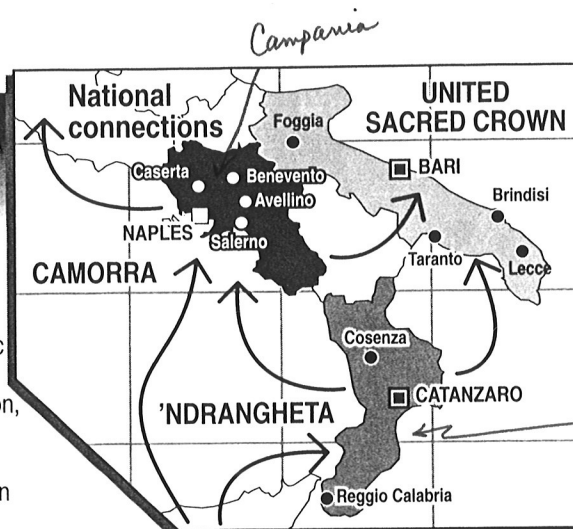 Campania
National
connections
UNITED
SACRED CROWN
Foggia
Caserta
Benevento
BARI
Avellino
Brindisi
NAPLES
Salerno
Taranto
Lecce
CAMORRA
Cosenza
'NDRANGHETA
CATANZARO
Reggio Calabria
c
n,
n